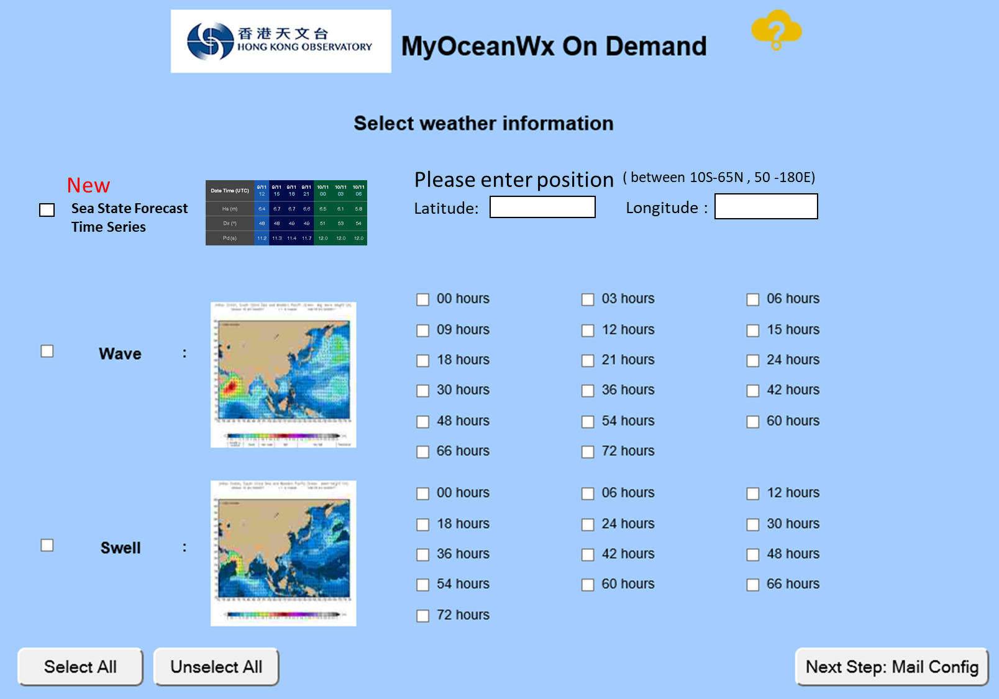 香港天文台
HONG KONG OBSERVATORY
MyOceanWx On Demand
?
Select weather information
New
Sea State Forecast
Time Series
Date Time (UTC) 9/11 9/11 9/11 9/11 10/11 10/11 10/11
12 15 18 21 00 03 06
Hs (m) 6.4 6.7 6.7 6.6 6.5 6.1 5.8
Dir (°) 48 48 49 49 51 53 54
Pd (s) 11.2 11.3 11.4 11.7 12.0 12.0 12.0
Please enter position ( between 10S-65N , 50 -180E)
Latitude: Longitude :
Wave :
00 hours 03 hours 06 hours
09 hours 12 hours 15 hours
18 hours 21 hours 24 hours
30 hours 36 hours 42 hours
48 hours 54 hours 60 hours
66 hours 72 hours
Swell :
00 hours 06 hours 12 hours
18 hours 24 hours 30 hours
36 hours 42 hours 48 hours
54 hours 60 hours 66 hours
72 hours
Select All Unselect All Next Step: Mail Config